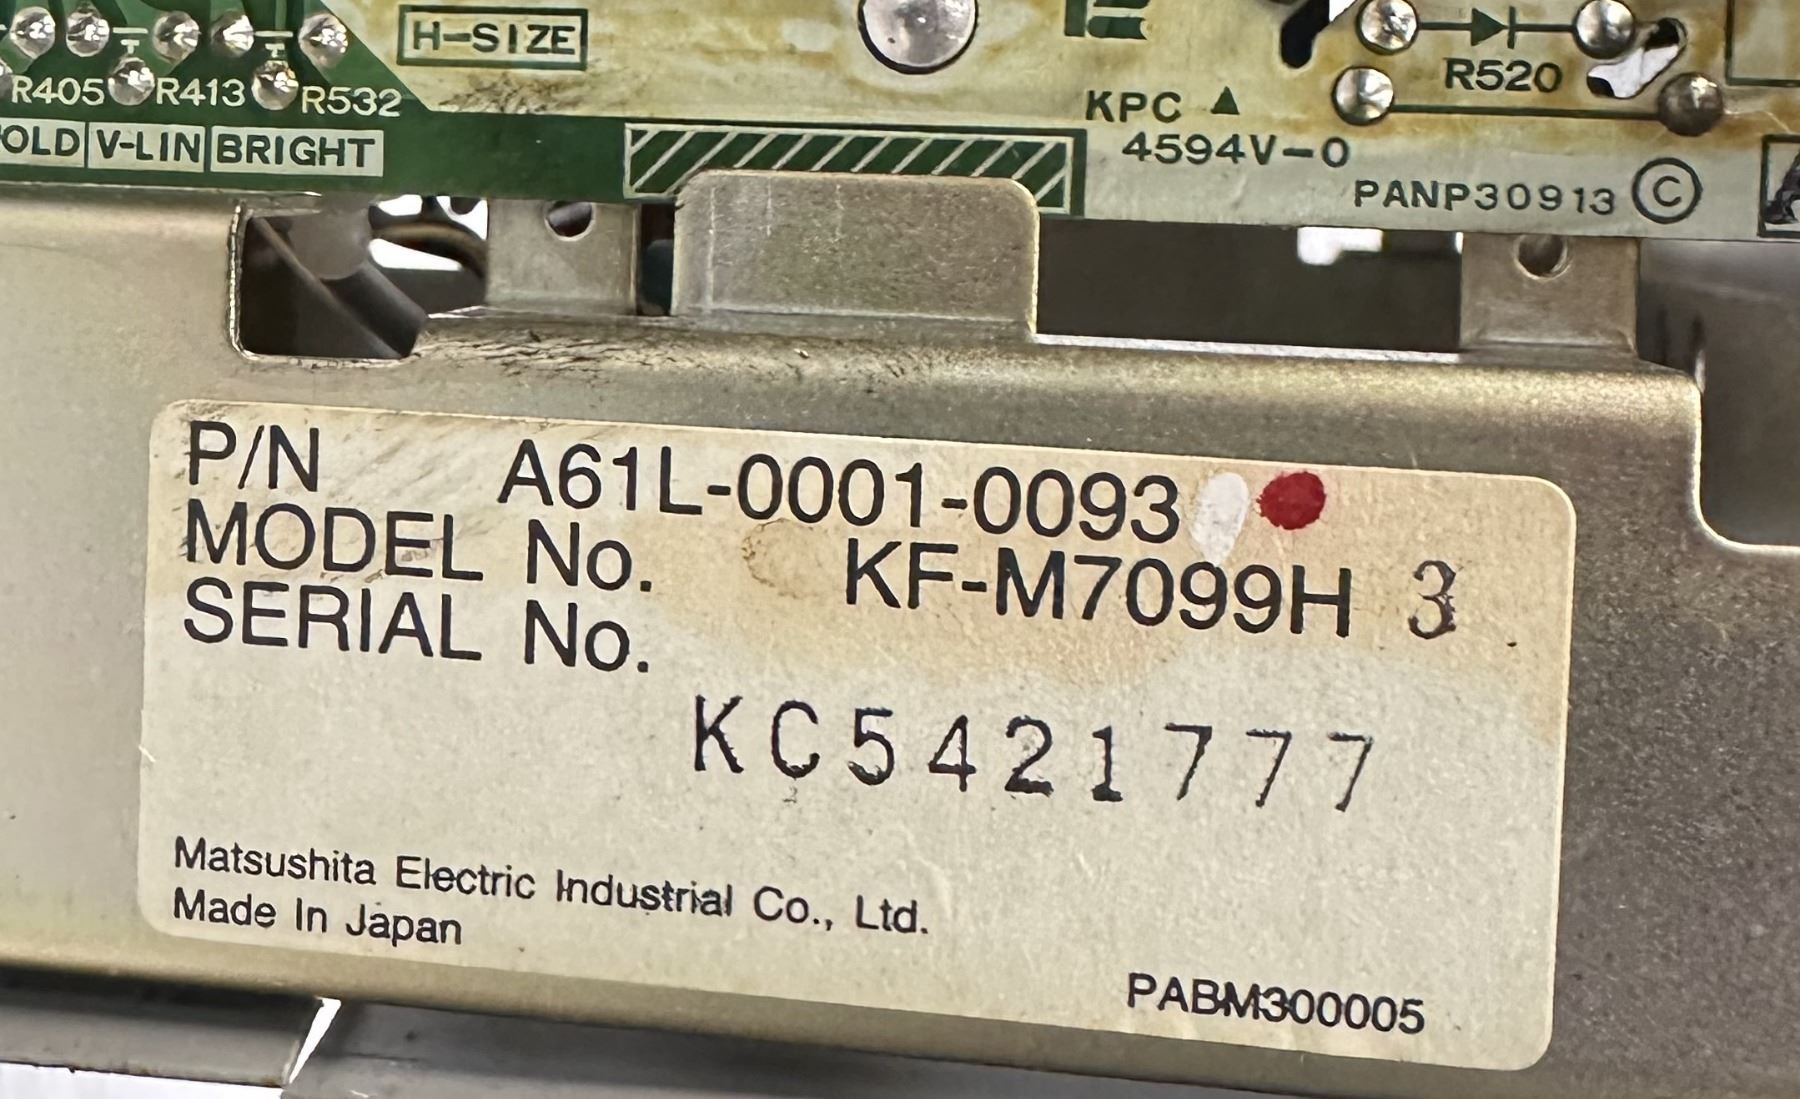 H-SIZE
R405 R413 R532
OLD V-LIN BRIGHT
R520
KPC ▲
4594V-0
PANP30913 ©
P/N A61L-0001-0093
MODEL No. KF-M7099H 3
SERIAL No.
KC5421777
Matsushita Electric Industrial Co., Ltd.
Made In Japan
PABM300005